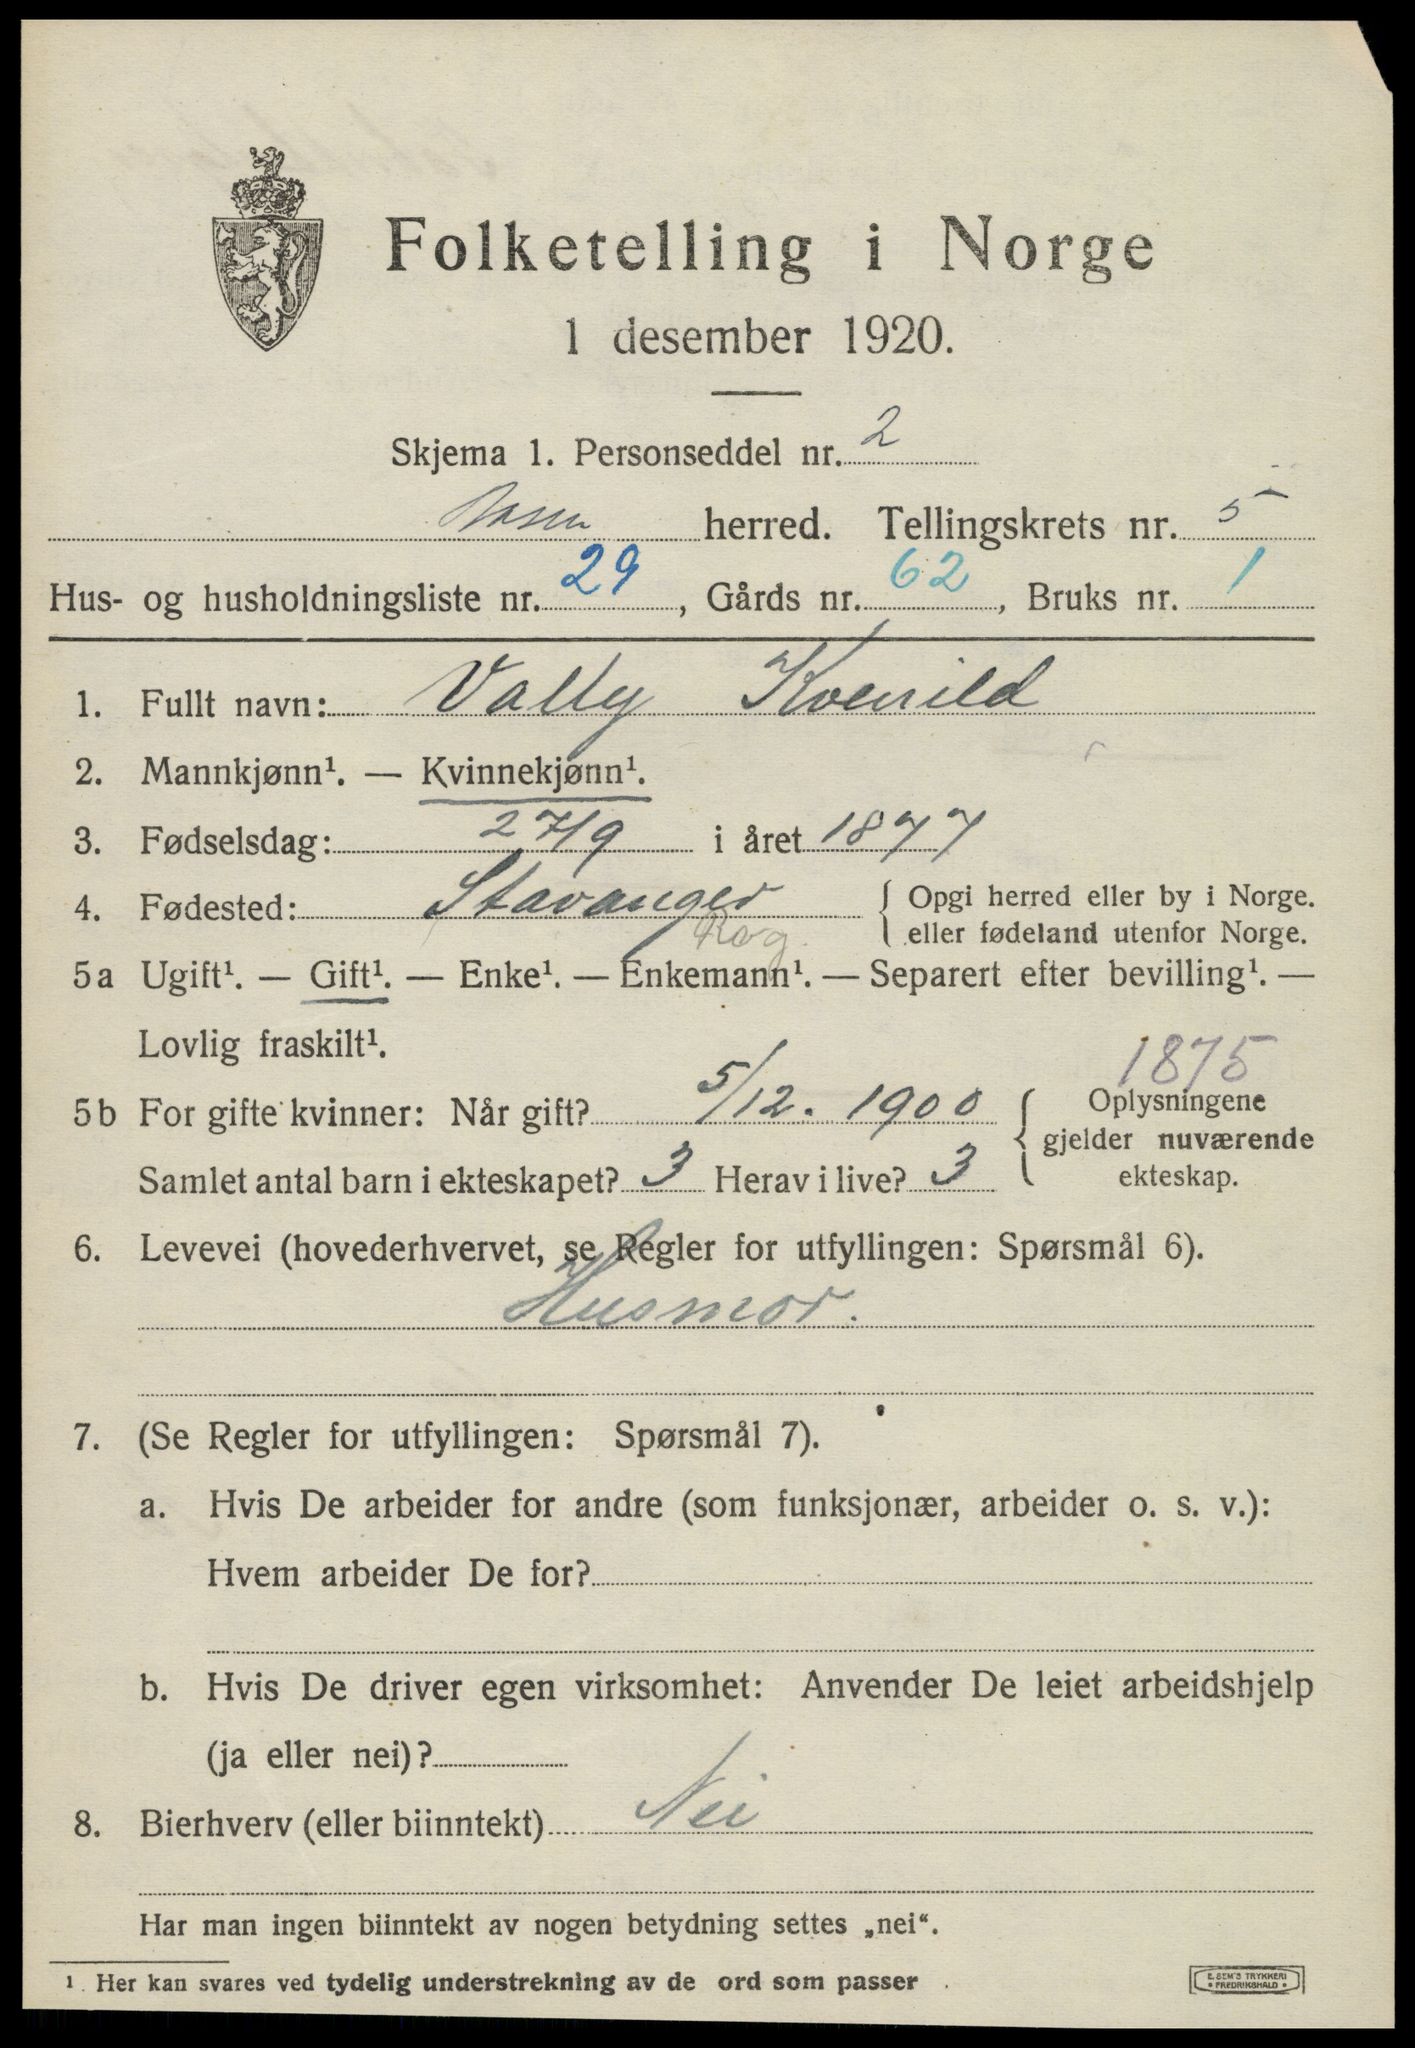 Folketelling i Norge
1 desember 1920.
Skjema 1. Personseddel nr. 2
herred. Tellingskrets nr. 5
Hus- og husholdningsliste nr. 29, Gårds nr. 62, Bruks nr. 1
1. Fullt navn: Vally Kvenild
2. Mannkjønn¹. — Kvinnekjønn¹.
3. Fødselsdag: 27/9 i året 1877
4. Fødested: Stavanger { Opgi herred eller by i Norge.
eller fødeland utenfor Norge.
Rog.
5a Ugift¹. — Gift¹. — Enke¹. — Enkemann¹. — Separert efter bevilling¹. —
Lovlig fraskilt¹.
1875
5b For gifte kvinner: Når gift? 5/12. 1900 { Oplysningene
gjelder nuværende
Samlet antal barn i ekteskapet? 3 Herav i live? 3 ekteskap.
6. Levevei (hovederhvervet, se Regler for utfyllingen: Spørsmål 6).
Husmor.
7. (Se Regler for utfyllingen: Spørsmål 7).
a. Hvis De arbeider for andre (som funksjonær, arbeider o. s. v.):
Hvem arbeider De for?
b. Hvis De driver egen virksomhet: Anvender De leiet arbeidshjelp
(ja eller nei)?
8. Bierhverv (eller biinntekt) Nei
Har man ingen biinntekt av nogen betydning settes „nei“.
¹ Her kan svares ved tydelig understrekning av de ord som passer
E. SEM'S TRYKKERI
• FREDRIKSHALD •